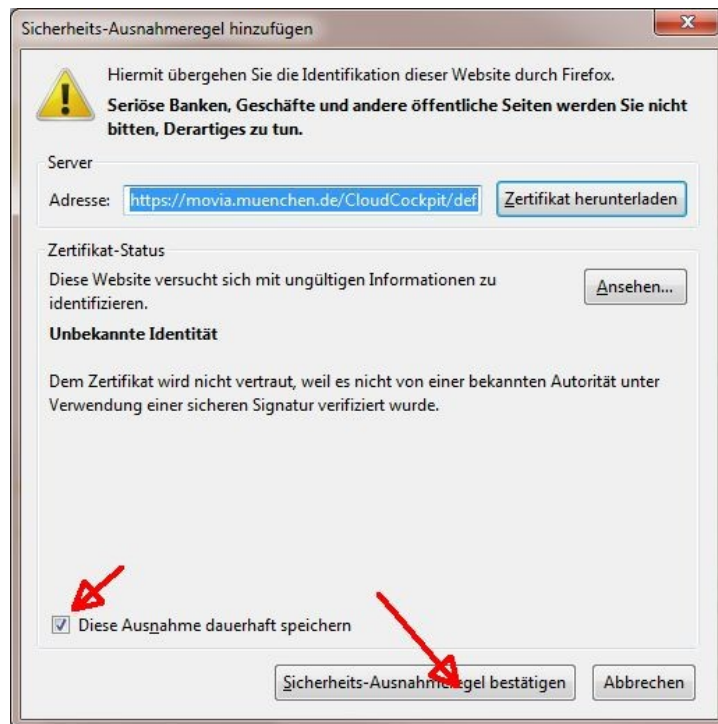 Sicherheits-Ausnahmeregel hinzufügen
Hiermit übergehen Sie die Identifikation dieser Website durch Firefox.
Seriöse Banken, Geschäfte und andere öffentliche Seiten werden Sie nicht
bitten, Derartiges zu tun.
Server
Adresse: https://movia.muenchen.de/CloudCockpit/def Zertifikat herunterladen
Zertifikat-Status
Diese Website versucht sich mit ungültigen Informationen zu
identifizieren.
Ansehen...
Unbekannte Identität
Dem Zertifikat wird nicht vertraut, weil es nicht von einer bekannten Autorität unter
Verwendung einer sicheren Signatur verifiziert wurde.
Diese Ausnahme dauerhaft speichern
Sicherheits-Ausnahmeregel bestätigen Abbrechen